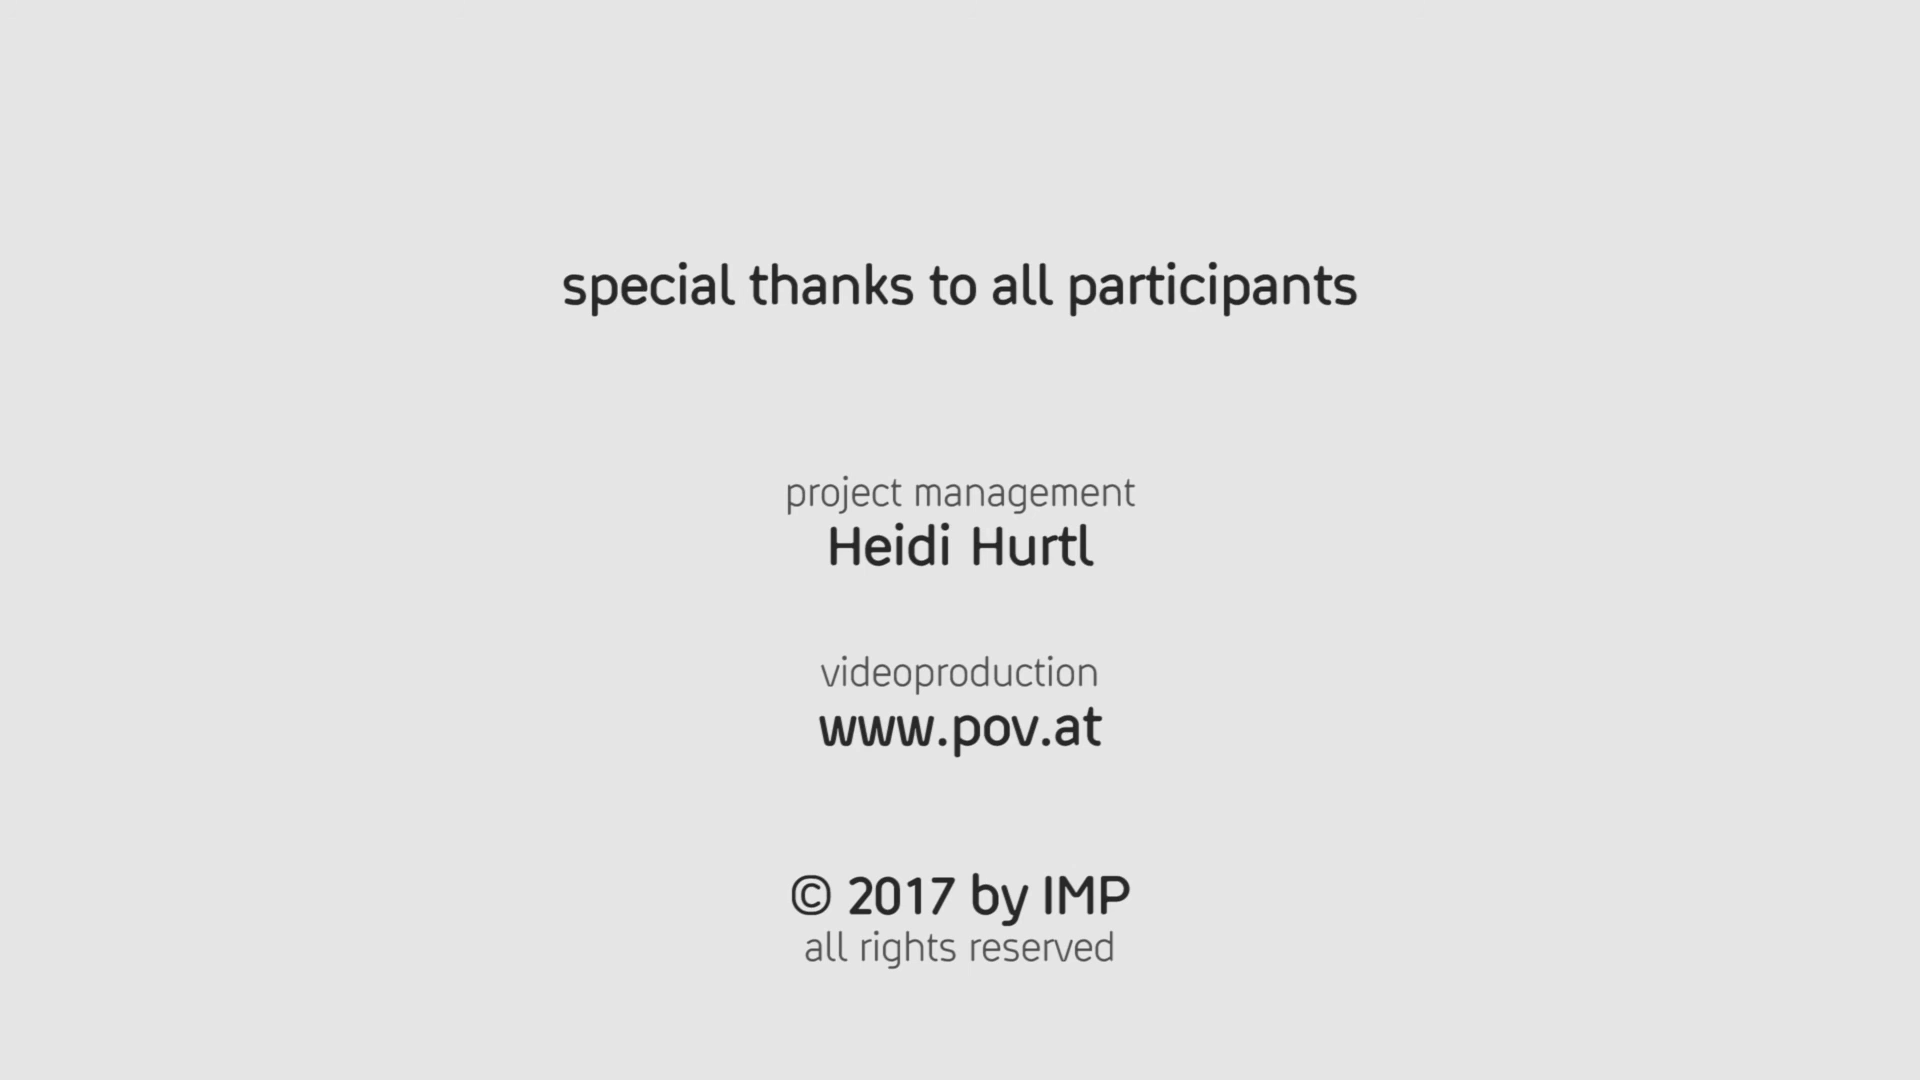 special thanks to all participants
project management
Heidi Hurtl
videoproduction
www.pov.at
© 2017 by IMP
all rights reserved